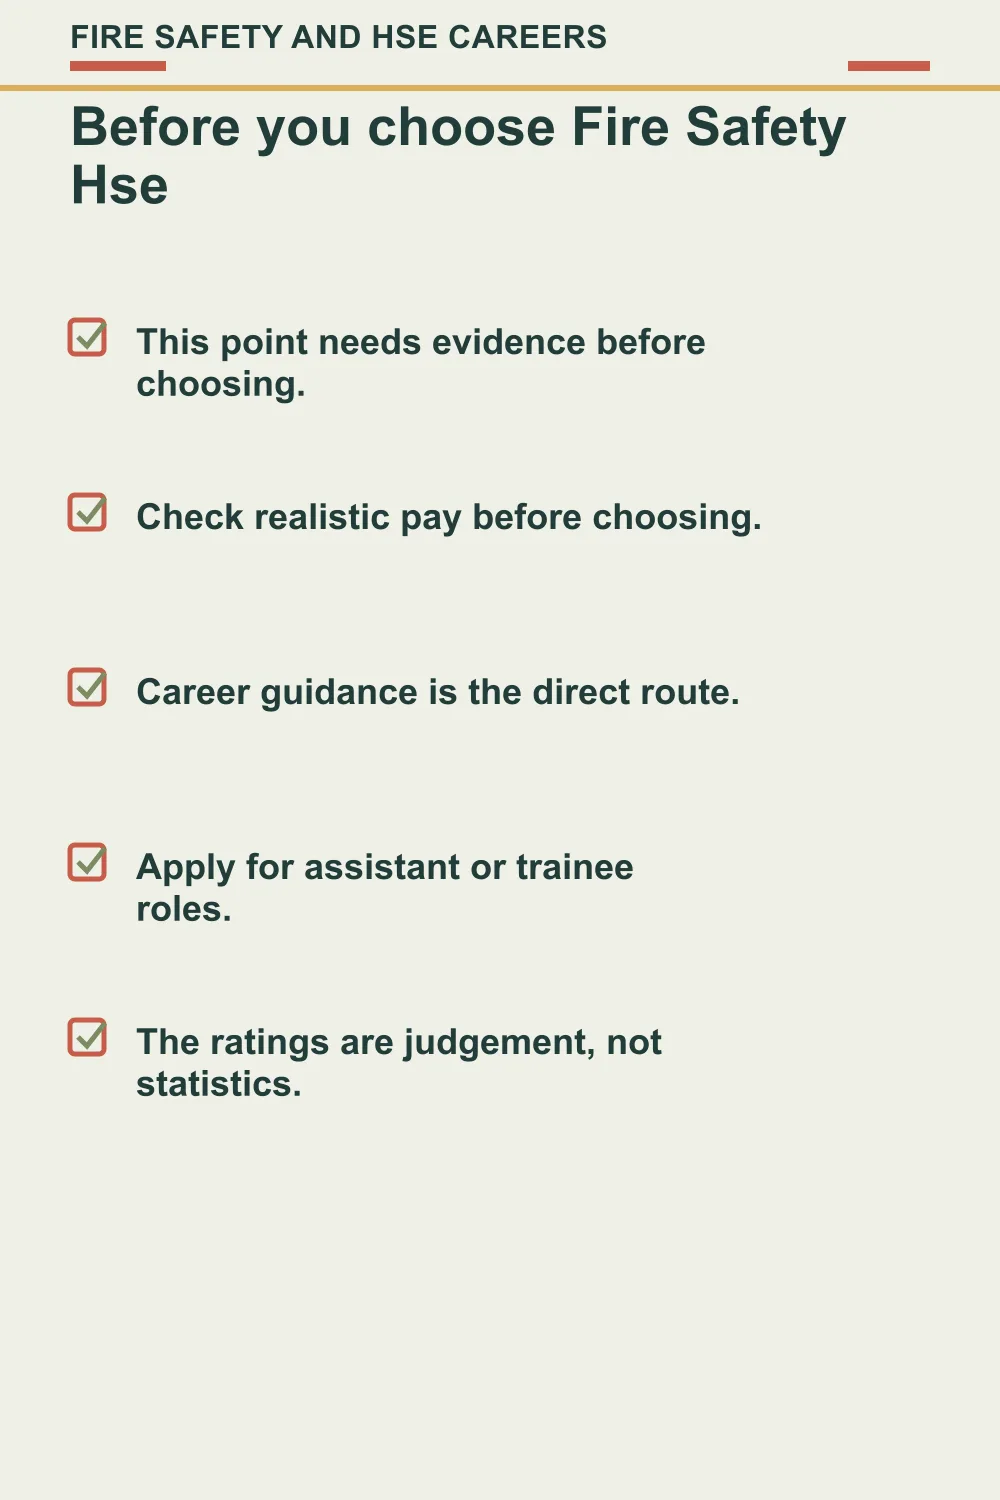 FIRE SAFETY AND HSE CAREERS
Before you choose Fire Safety
Hse
This point needs evidence before
choosing.
Check realistic pay before choosing.
Career guidance is the direct route.
Apply for assistant or trainee
roles.
The ratings are judgement, not
statistics.